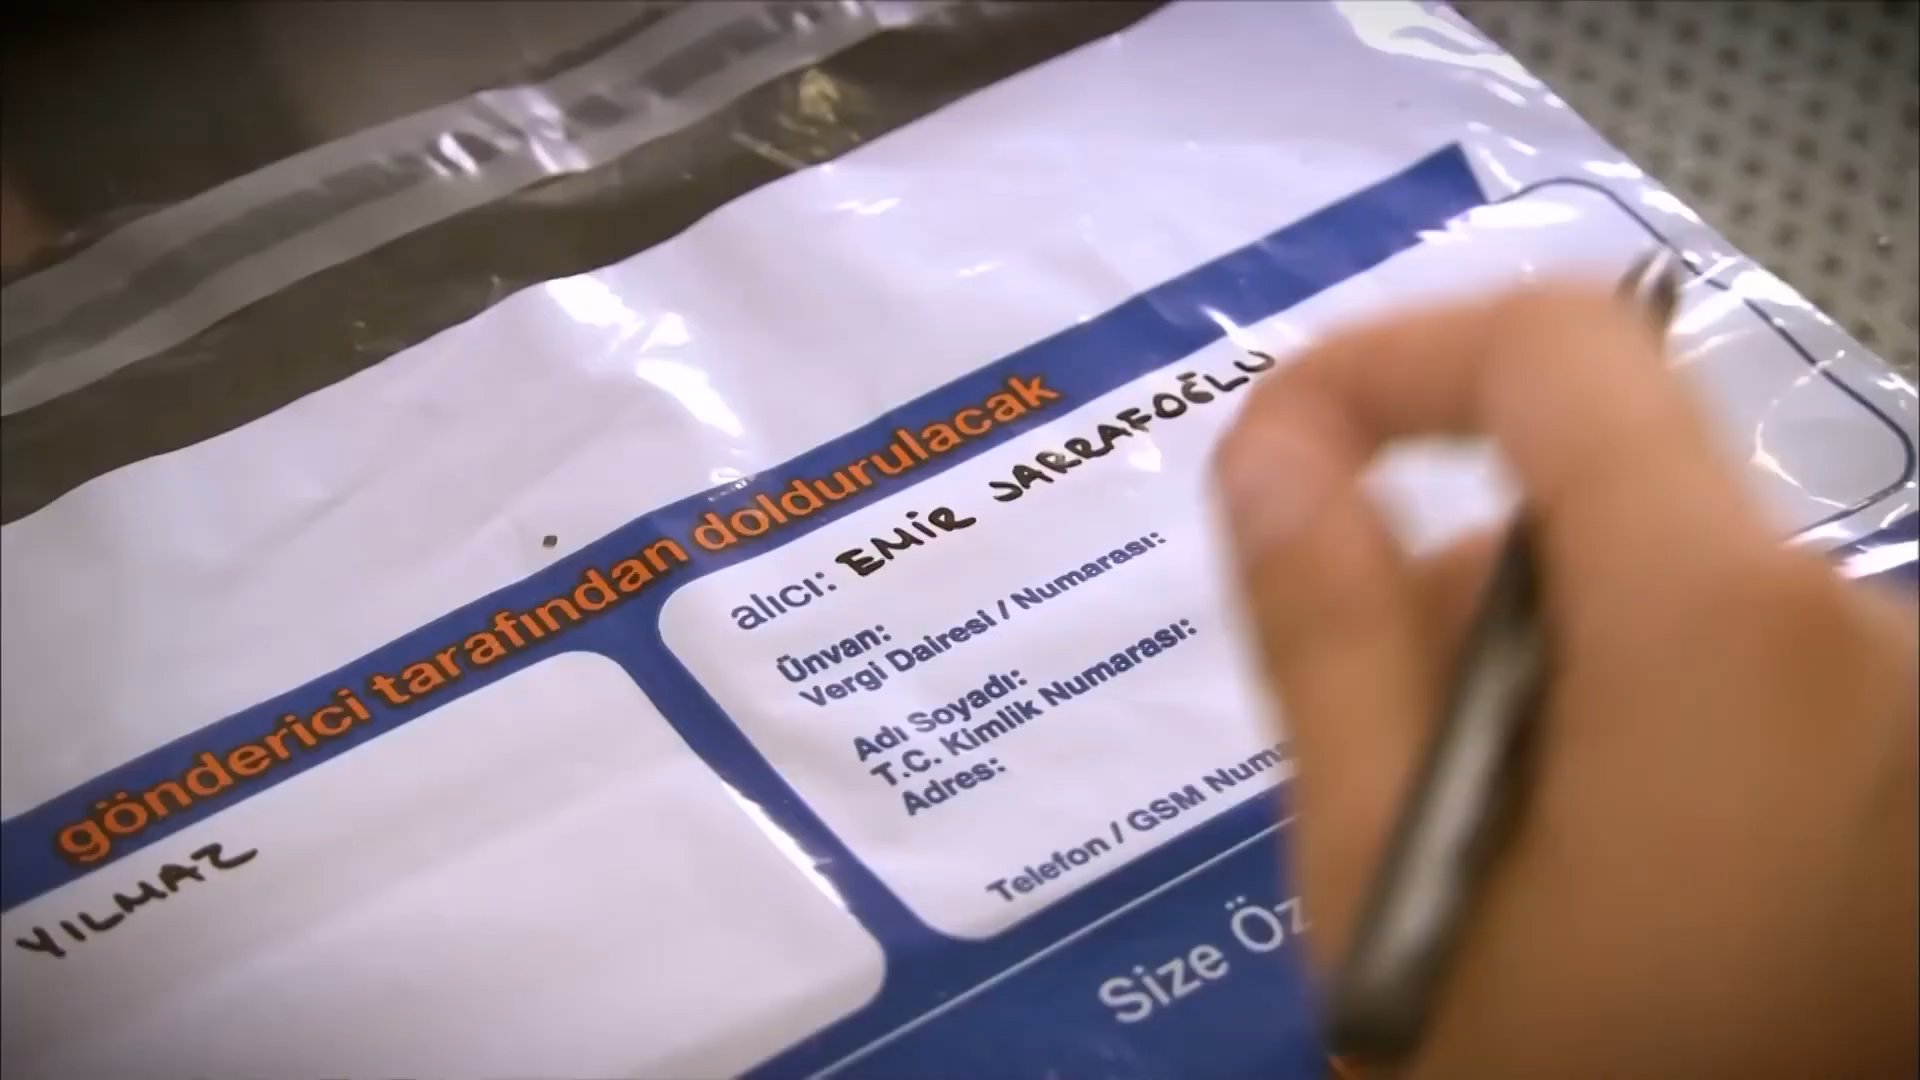 gönderici tarafından doldurulacak
YILMAZ
alıcı: EMİR SARRAFOĞLU
Ünvan:
Vergi Dairesi / Numarası:
Adı Soyadı:
T.C. Kimlik Numarası:
Adres:
Telefon / GSM
Size